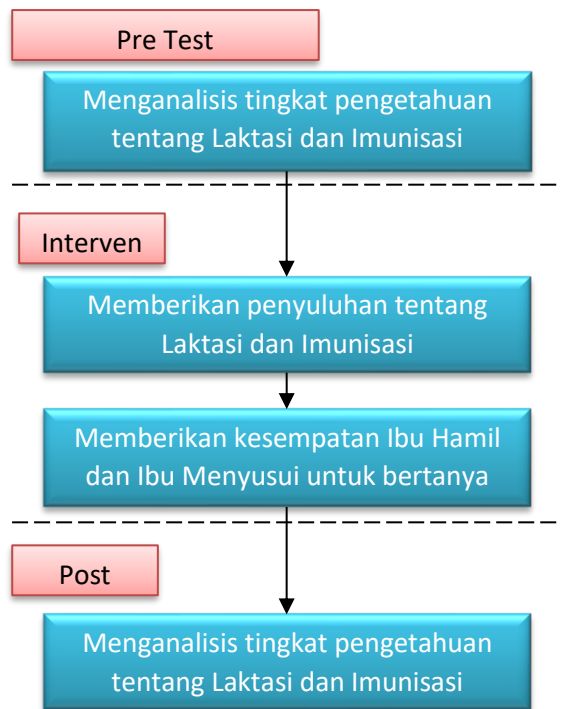 Pre Test
Menganalisis tingkat pengetahuan
tentang Laktasi dan Imunisasi
Interven
Memberikan penyuluhan tentang
Laktasi dan Imunisasi
Memberikan kesempatan Ibu Hamil
dan Ibu Menyusui untuk bertanya
Post
Menganalisis tingkat pengetahuan
tentang Laktasi dan Imunisasi